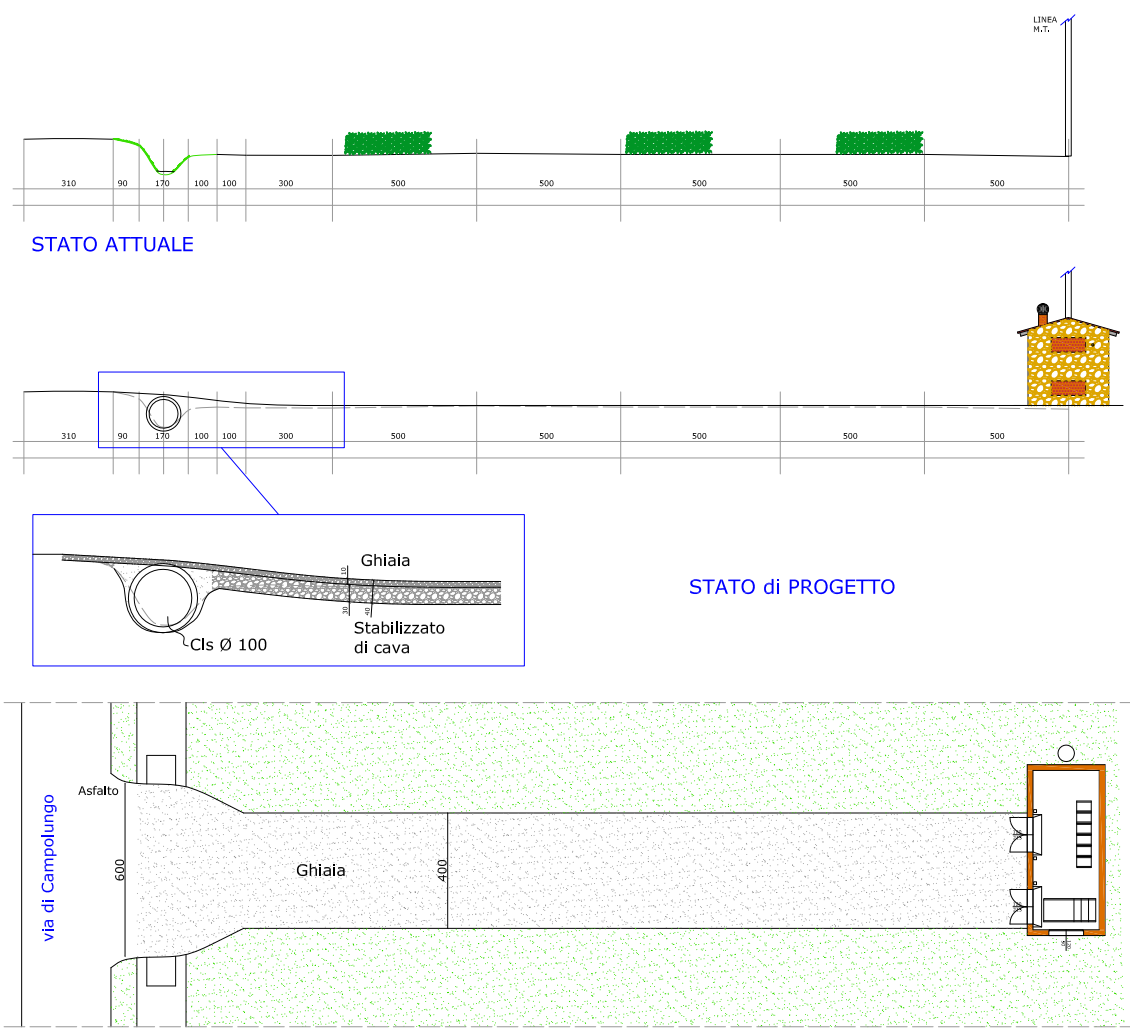 LINEA
M.T.
310 90 170 100 100 300 500 500 500 500 500
STATO ATTUALE
310 90 170 100 100 300 500 500 500 500 500
Ghiaia
10
30
40
Stabilizzato
di cava
Cls Ø 100
STATO di PROGETTO
via di Campolungo
Asfalto
600
Ghiaia
400